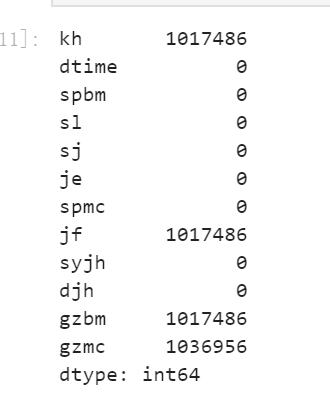 11]: kh 1017486
dtime 0
spbm 0
sl 0
sj 0
je 0
spmc 0
jf 1017486
syjh 0
djh 0
gzbm 1017486
gzmc 1036956
dtype: int64